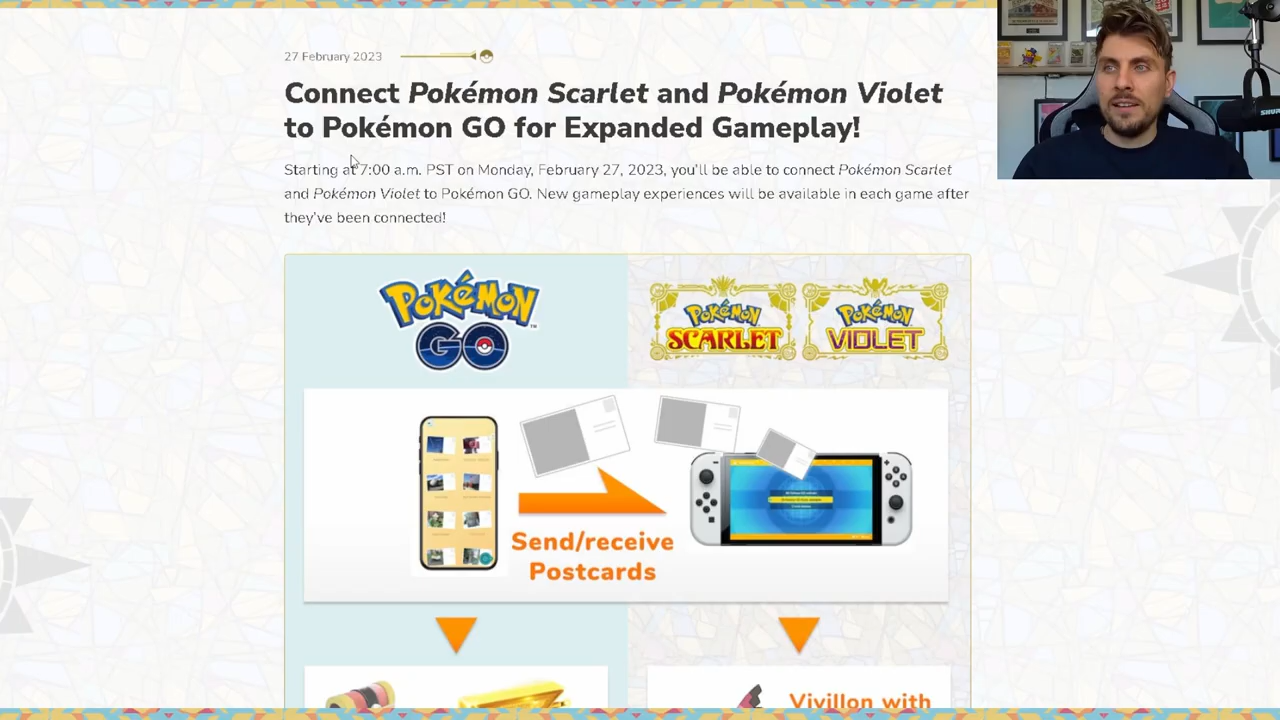 27 February 2023
Connect Pokémon Scarlet and Pokémon Violet
to Pokémon GO for Expanded Gameplay!
Starting at 7:00 a.m. PST on Monday, February 27, 2023, you'll be able to connect Pokémon Scarlet
and Pokémon Violet to Pokémon GO. New gameplay experiences will be available in each game after
they've been connected!
POKÉMON
GO
POKÉMON
SCARLET
POKÉMON
VIOLET
Send/receive
Postcards
Vivillon with